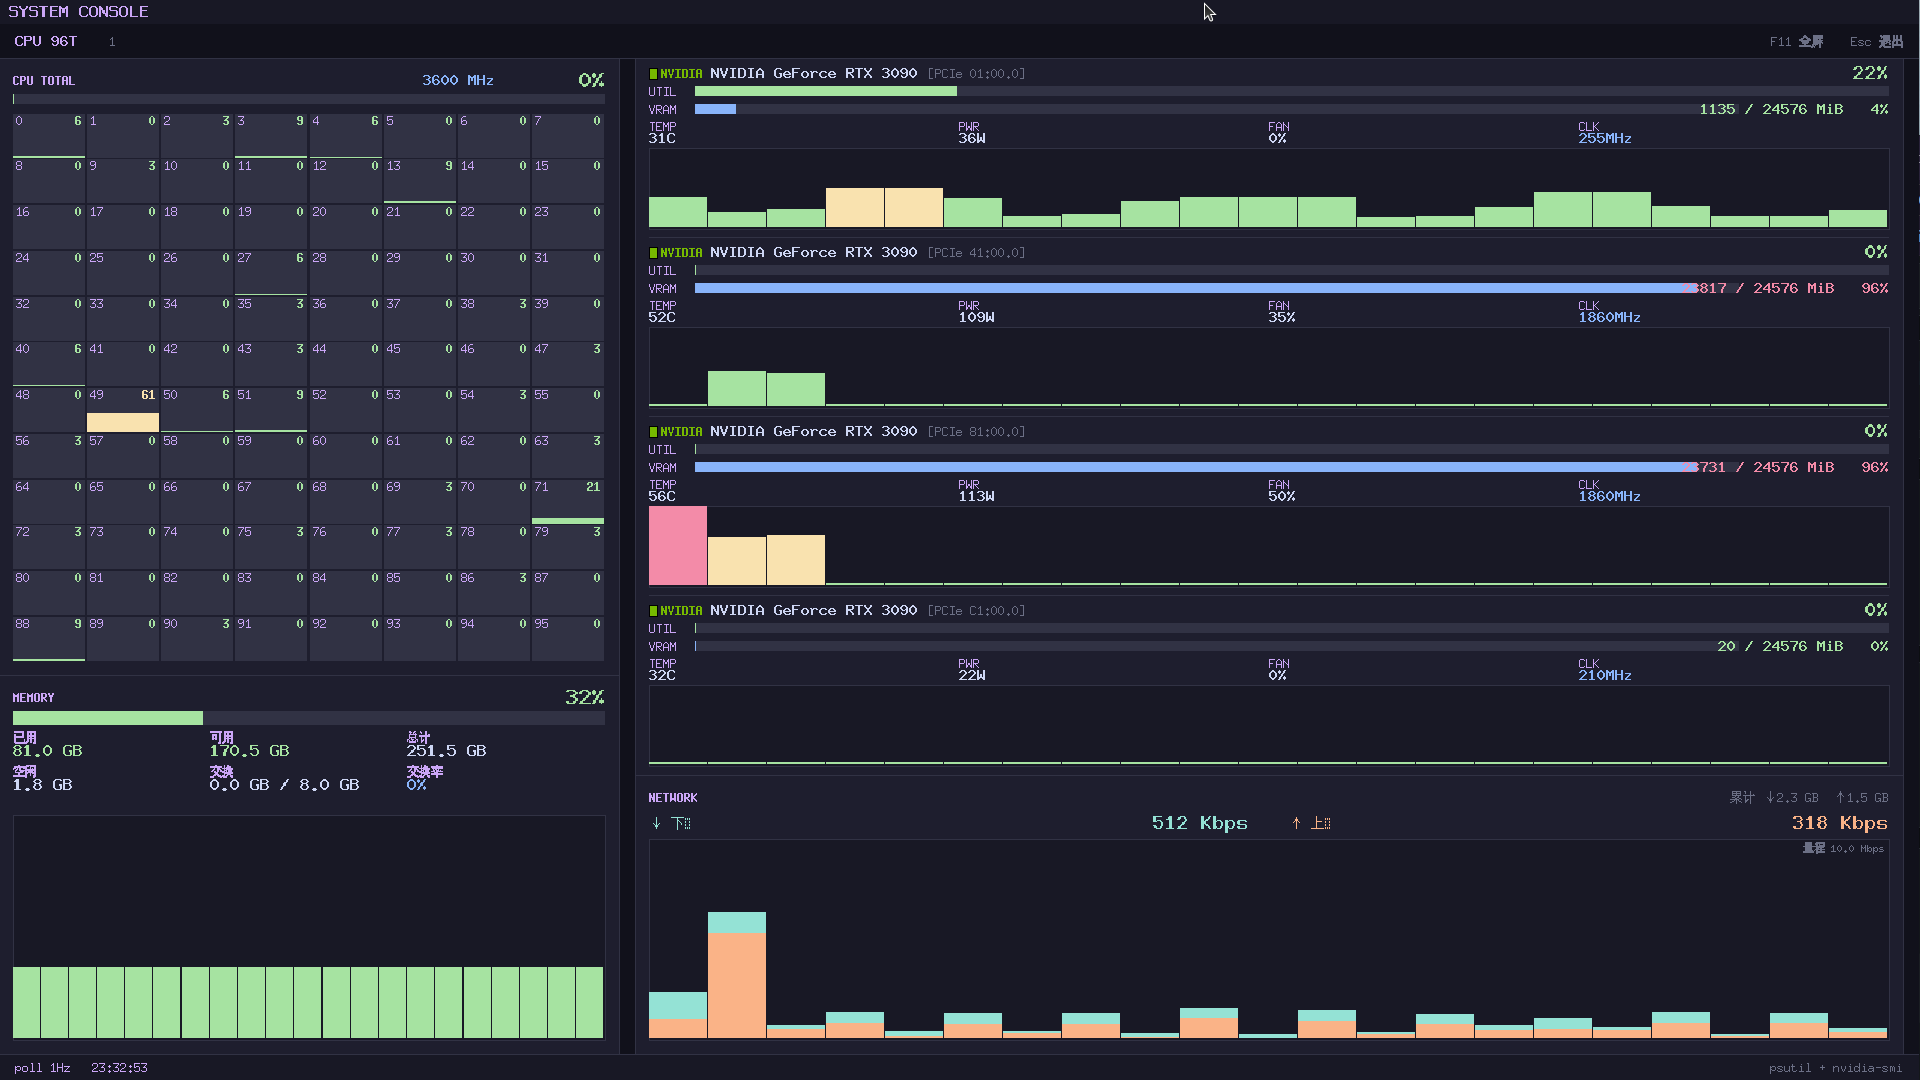 SYSTEM CONSOLE
CPU 96T 1 F11 全屏 Esc 退出
CPU TOTAL 3600 MHz 0%
0 6 1 0 2 3 3 9 4 6 5 0 6 0 7 0
8 0 9 3 10 0 11 0 12 0 13 9 14 0 15 0
16 0 17 0 18 0 19 0 20 0 21 0 22 0 23 0
24 0 25 0 26 0 27 6 28 0 29 0 30 0 31 0
32 0 33 0 34 0 35 3 36 0 37 0 38 3 39 0
40 6 41 0 42 0 43 3 44 0 45 0 46 0 47 3
48 0 49 61 50 6 51 9 52 0 53 0 54 3 55 0
56 3 57 0 58 0 59 0 60 0 61 0 62 0 63 3
64 0 65 0 66 0 67 0 68 0 69 3 70 0 71 21
72 3 73 0 74 0 75 3 76 0 77 3 78 0 79 3
80 0 81 0 82 0 83 0 84 0 85 0 86 3 87 0
88 9 89 0 90 3 91 0 92 0 93 0 94 0 95 0
MEMORY 32%
已用 可用 总计
81.0 GB 170.5 GB 251.5 GB
空闲 交换 交换率
1.8 GB 0.0 GB / 8.0 GB 0%
NVIDIA NVIDIA GeForce RTX 3090 [PCIe 01:00.0] 22%
UTIL
VRAM 1135 / 24576 MiB 4%
TEMP PWR FAN CLK
31C 36W 0% 255MHz
NVIDIA NVIDIA GeForce RTX 3090 [PCIe 41:00.0] 0%
UTIL
VRAM / 24576 MiB 96%
TEMP PWR FAN CLK
52C 109W 35% 1860MHz
NVIDIA NVIDIA GeForce RTX 3090 [PCIe 81:00.0] 0%
UTIL
VRAM / 24576 MiB 96%
TEMP PWR FAN CLK
56C 113W 50% 1860MHz
NVIDIA NVIDIA GeForce RTX 3090 [PCIe C1:00.0] 0%
UTIL
VRAM 20 / 24576 MiB 0%
TEMP PWR FAN CLK
32C 22W 0% 210MHz
NETWORK 累计 ↓2.3 GB ↑1.5 GB
↓ 下 512 Kbps ↑ 上 318 Kbps
量程 10.0 Mbps
poll 1Hz 23:32:53 psutil + nvidia-smi